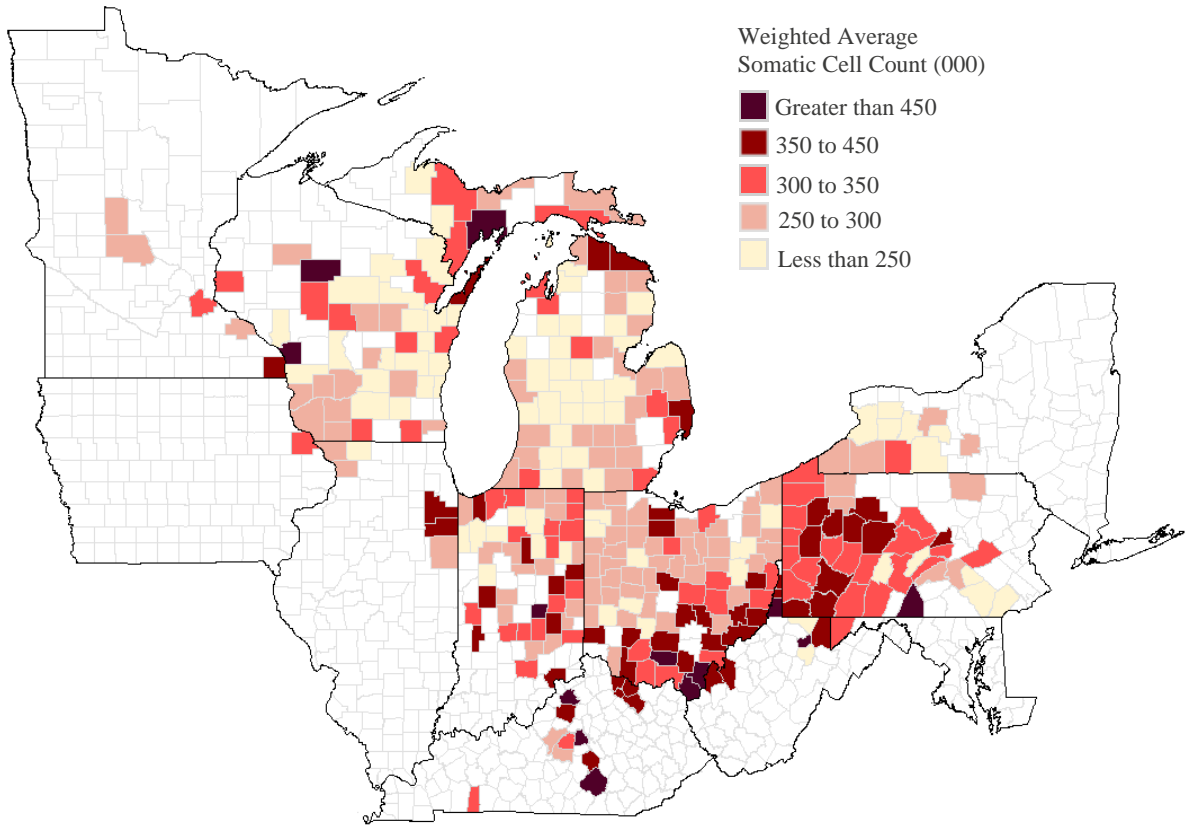 Weighted Average
Somatic Cell Count (000)
Greater than 450
350 to 450
300 to 350
250 to 300
Less than 250